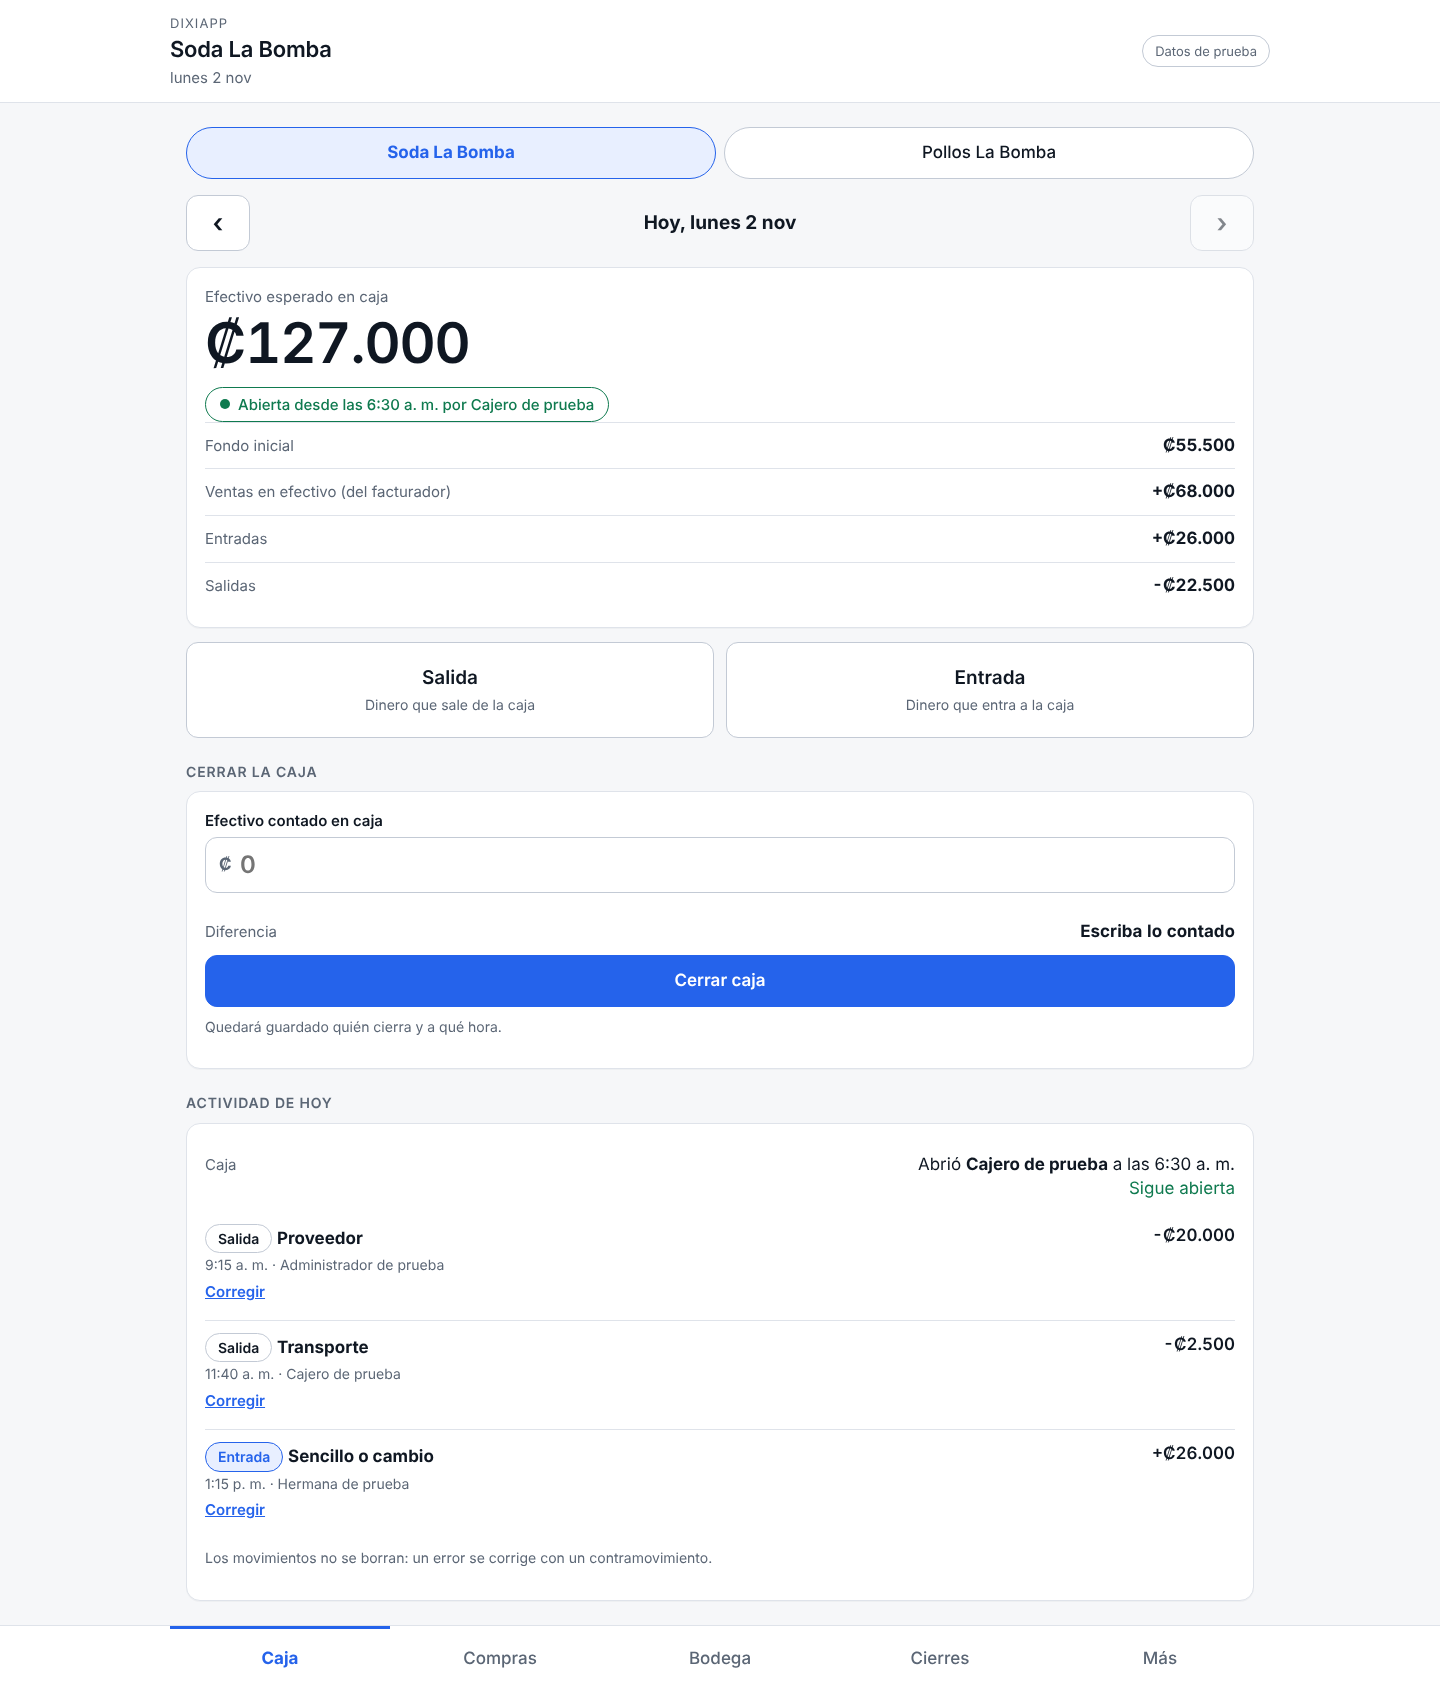 DIXIAPP
Soda La Bomba
lunes 2 nov
Datos de prueba
Soda La Bomba
Pollos La Bomba
‹
Hoy, lunes 2 nov
›
Efectivo esperado en caja
₡127.000
Abierta desde las 6:30 a. m. por Cajero de prueba
Fondo inicial
₡55.500
Ventas en efectivo (del facturador)
+₡68.000
Entradas
+₡26.000
Salidas
-₡22.500
Salida
Dinero que sale de la caja
Entrada
Dinero que entra a la caja
CERRAR LA CAJA
Efectivo contado en caja
₡ 0
Diferencia
Escriba lo contado
Cerrar caja
Quedará guardado quién cierra y a qué hora.
ACTIVIDAD DE HOY
Caja
Abrió Cajero de prueba a las 6:30 a. m.
Sigue abierta
Salida Proveedor
-₡20.000
9:15 a. m. · Administrador de prueba
Corregir
Salida Transporte
-₡2.500
11:40 a. m. · Cajero de prueba
Corregir
Entrada Sencillo o cambio
+₡26.000
1:15 p. m. · Hermana de prueba
Corregir
Los movimientos no se borran: un error se corrige con un contramovimiento.
Caja
Compras
Bodega
Cierres
Más